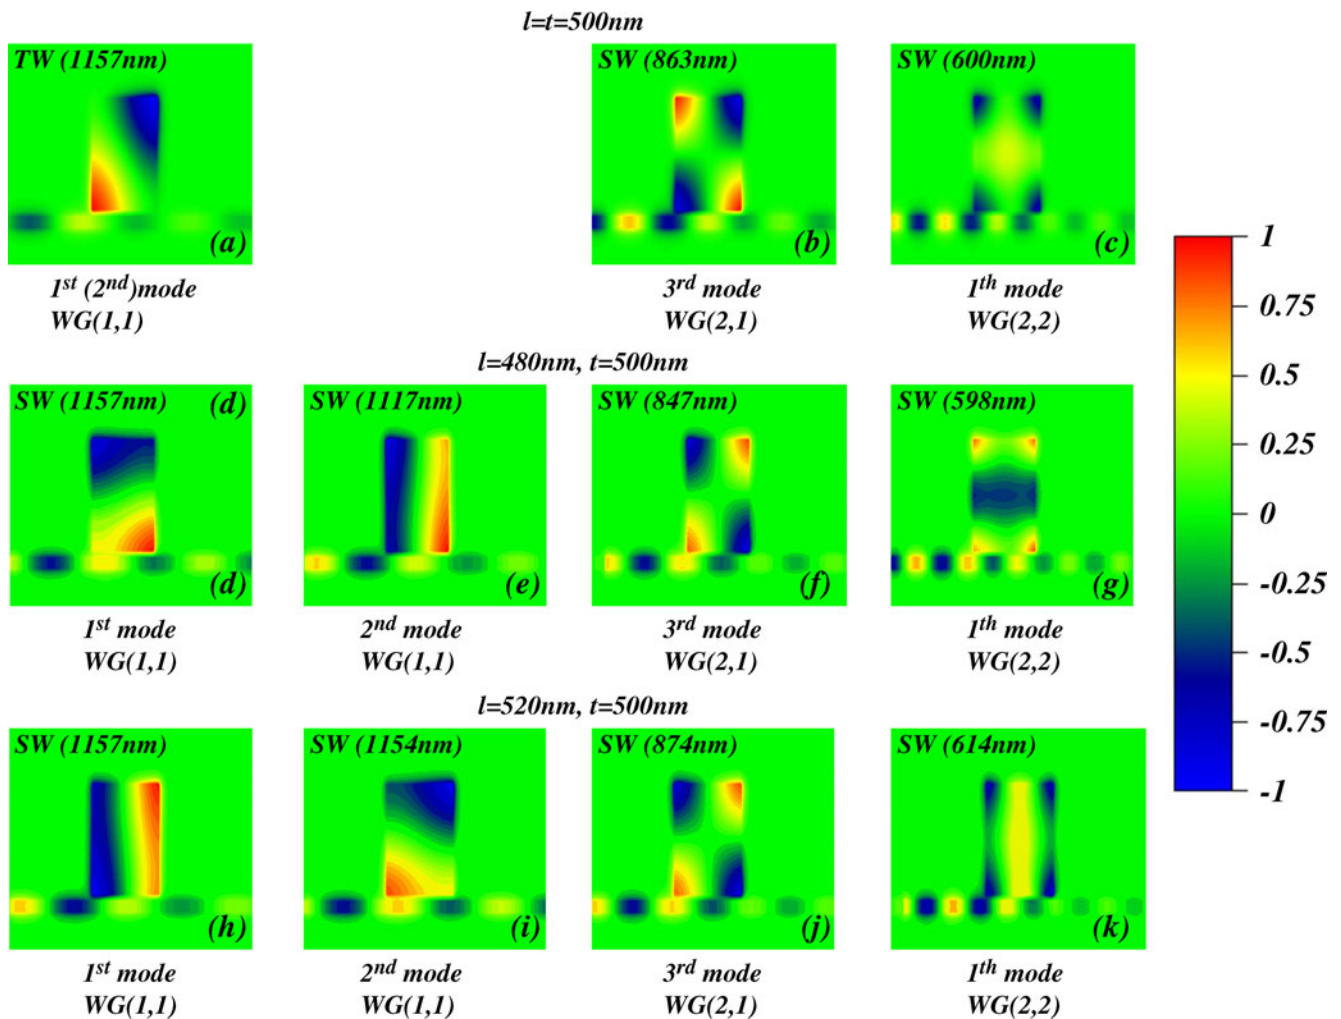 l=t=500nm
TW (1157nm)
SW (863nm)
SW (600nm)
(a)
(b)
(c)
1st (2nd)mode
WG(1,1)
3rd mode
WG(2,1)
1th mode
WG(2,2)
l=480nm, t=500nm
SW (1157nm)
(d)
SW (1117nm)
SW (847nm)
SW (598nm)
(d)
(e)
(f)
(g)
1st mode
WG(1,1)
2nd mode
WG(1,1)
3rd mode
WG(2,1)
1th mode
WG(2,2)
l=520nm, t=500nm
SW (1157nm)
SW (1154nm)
SW (874nm)
SW (614nm)
(h)
(i)
(j)
(k)
1st mode
WG(1,1)
2nd mode
WG(1,1)
3rd mode
WG(2,1)
1th mode
WG(2,2)
1
0.75
0.5
0.25
0
-0.25
-0.5
-0.75
-1